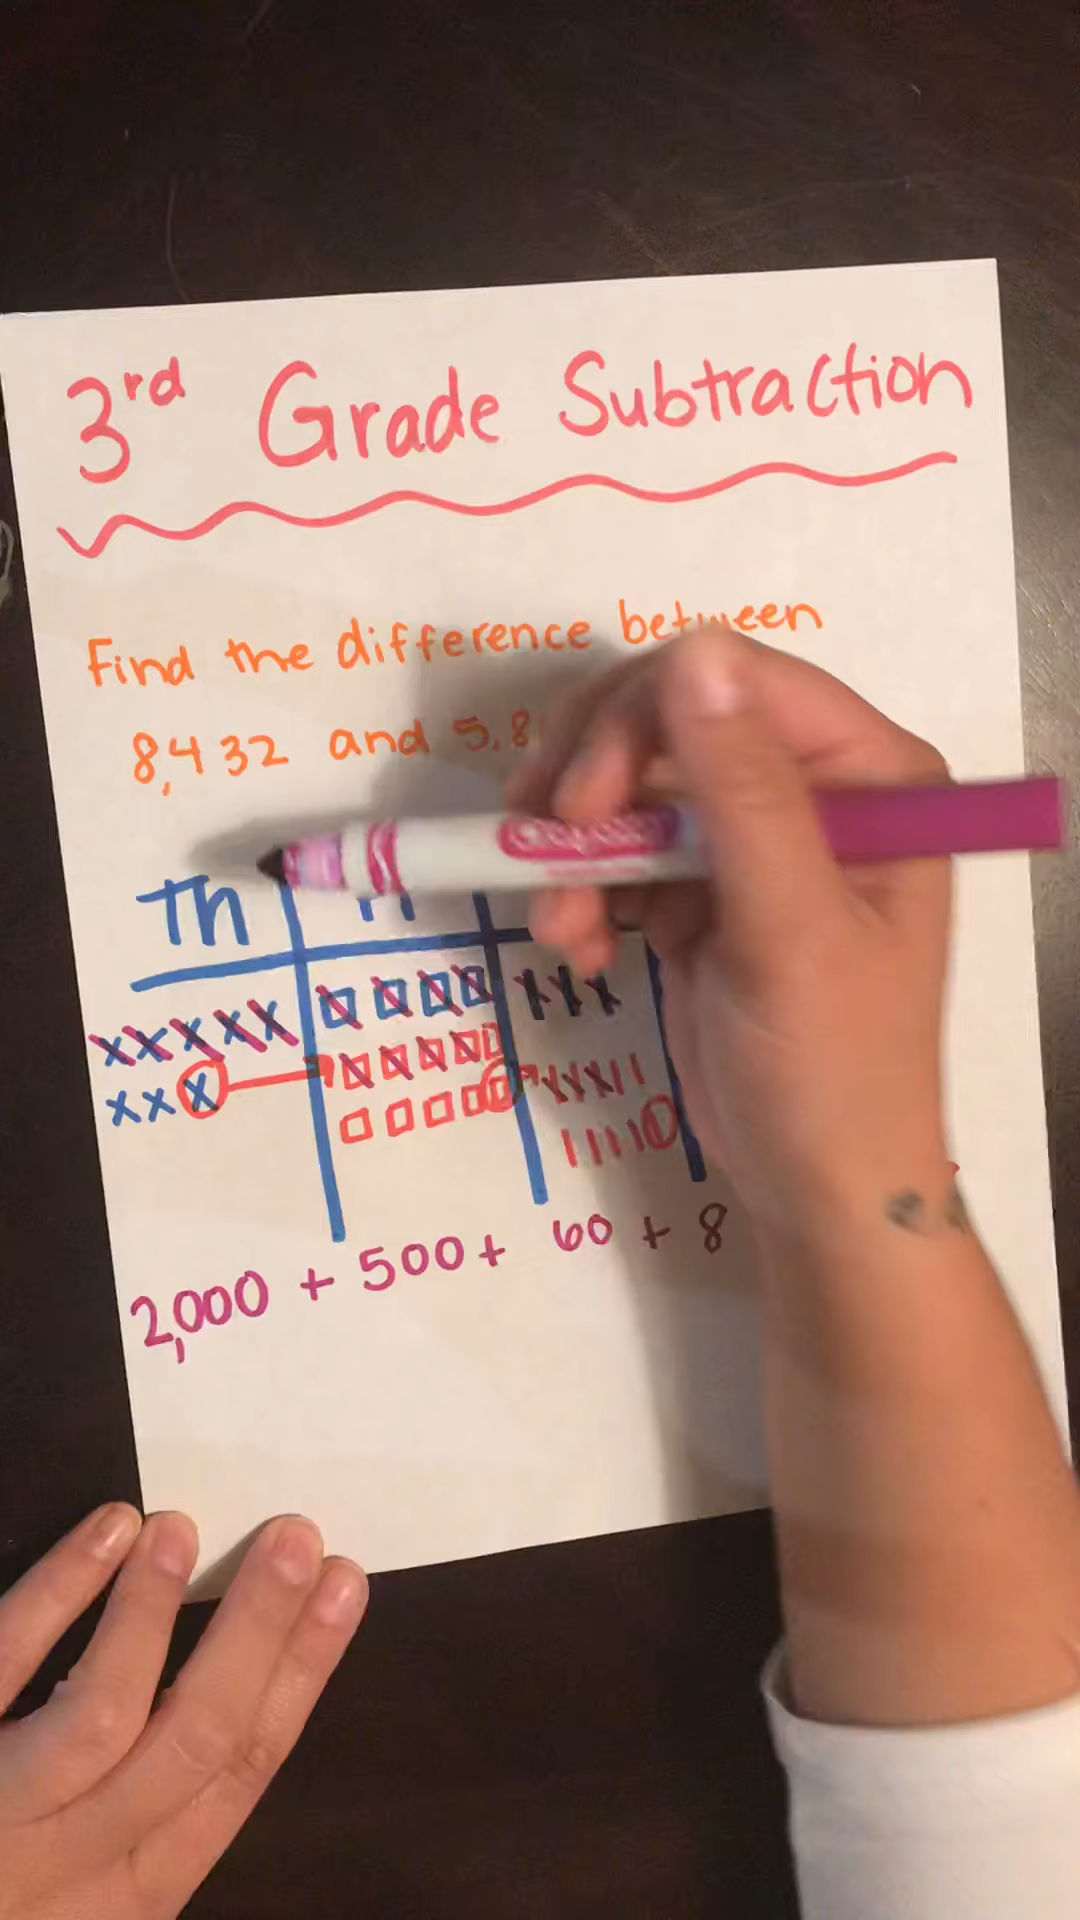 3rd Grade Subtraction
Find the difference between
8,432 and 5,8
Th
2,000 + 500 + 60 + 8